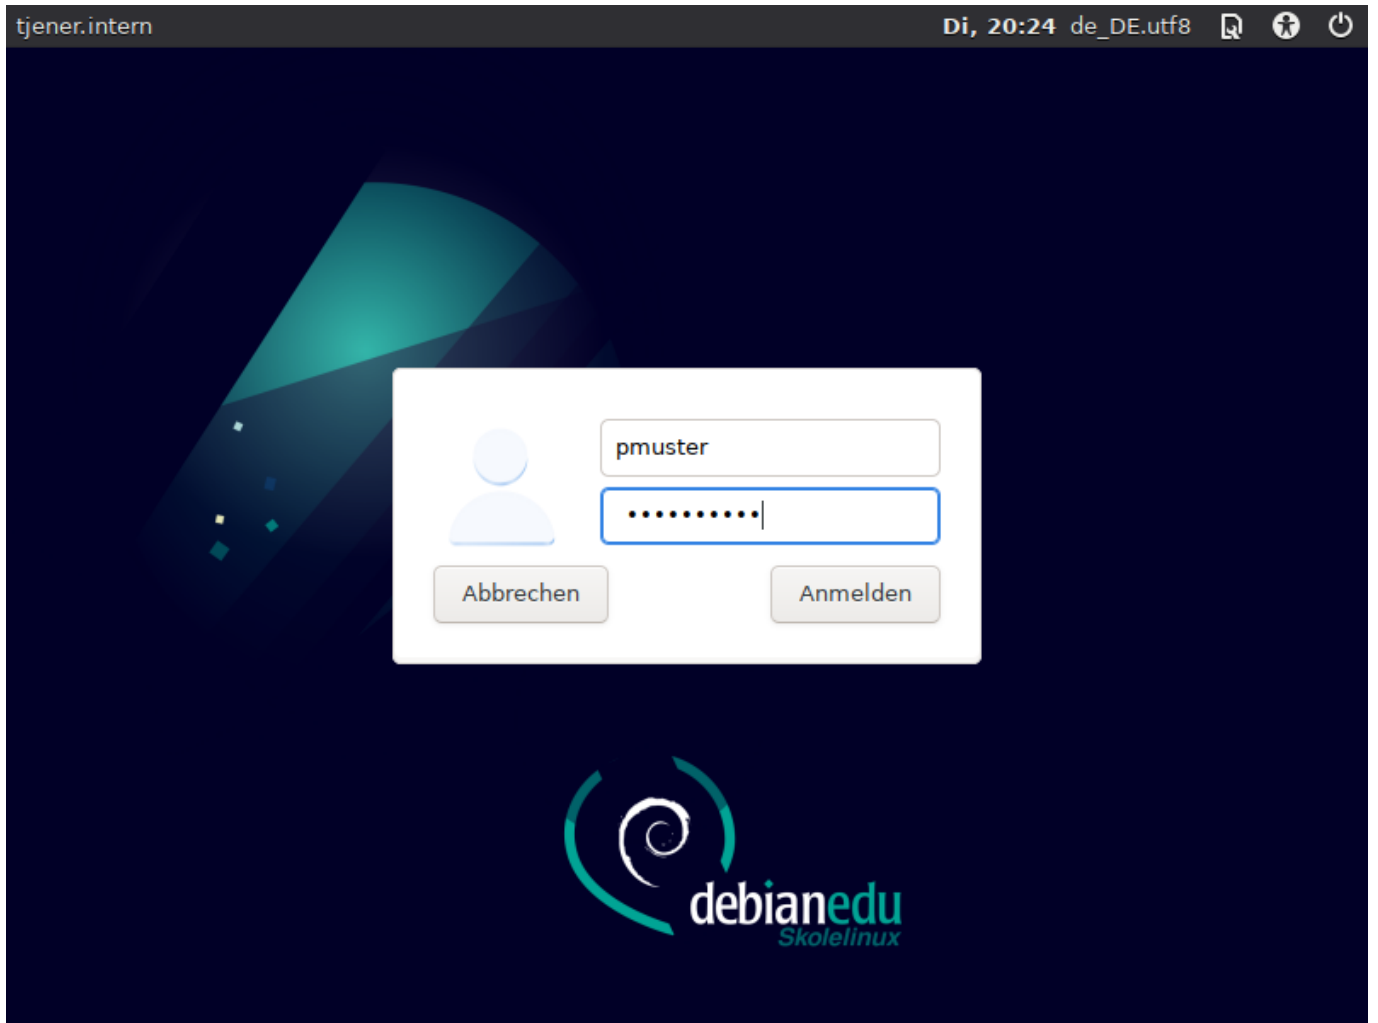 tjener.intern
Di, 20:24 de_DE.utf8
pmuster
••••••••••
Abbrechen Anmelden
debianedu
Skolelinux